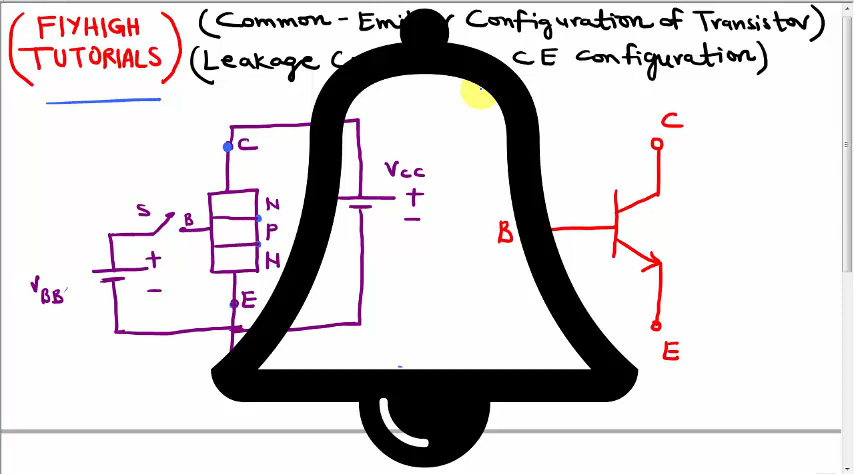 FlYHIGH
TUTORIALS
(Common-Emi Configuration of Transistor)
(Leakage C CE configuration)
C
C
VCC
+
-
S
B
N
P
N
B
+
-
VBB
E
E